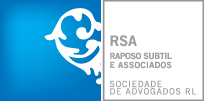 RSA
RAPOSO SUBTIL
E ASSOCIADOS
SOCIEDADE
DE ADVOGADOS RL